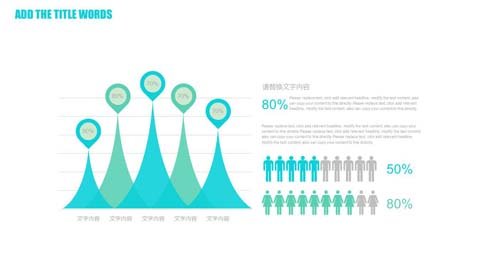 ADD THE TITLE WORDS
70%
80%
70%
70%
请替换文字内容
80%
Please replace text, click add relevant headline, modify the text content, also
can copy your content to this directly. Please replace text, click add relevant
headline, modify the text content, also can copy your content to this directly.
Please replace text, click add relevant headline, modify the text content, also can copy your content to this
directly. Please replace text, click add relevant headline, modify the text content, also can copy your content
to this directly. Please replace text, click add relevant headline, modify the text content, also can copy your
content to this directly.
50%
80%
文字内容 文字内容 文字内容 文字内容 文字内容